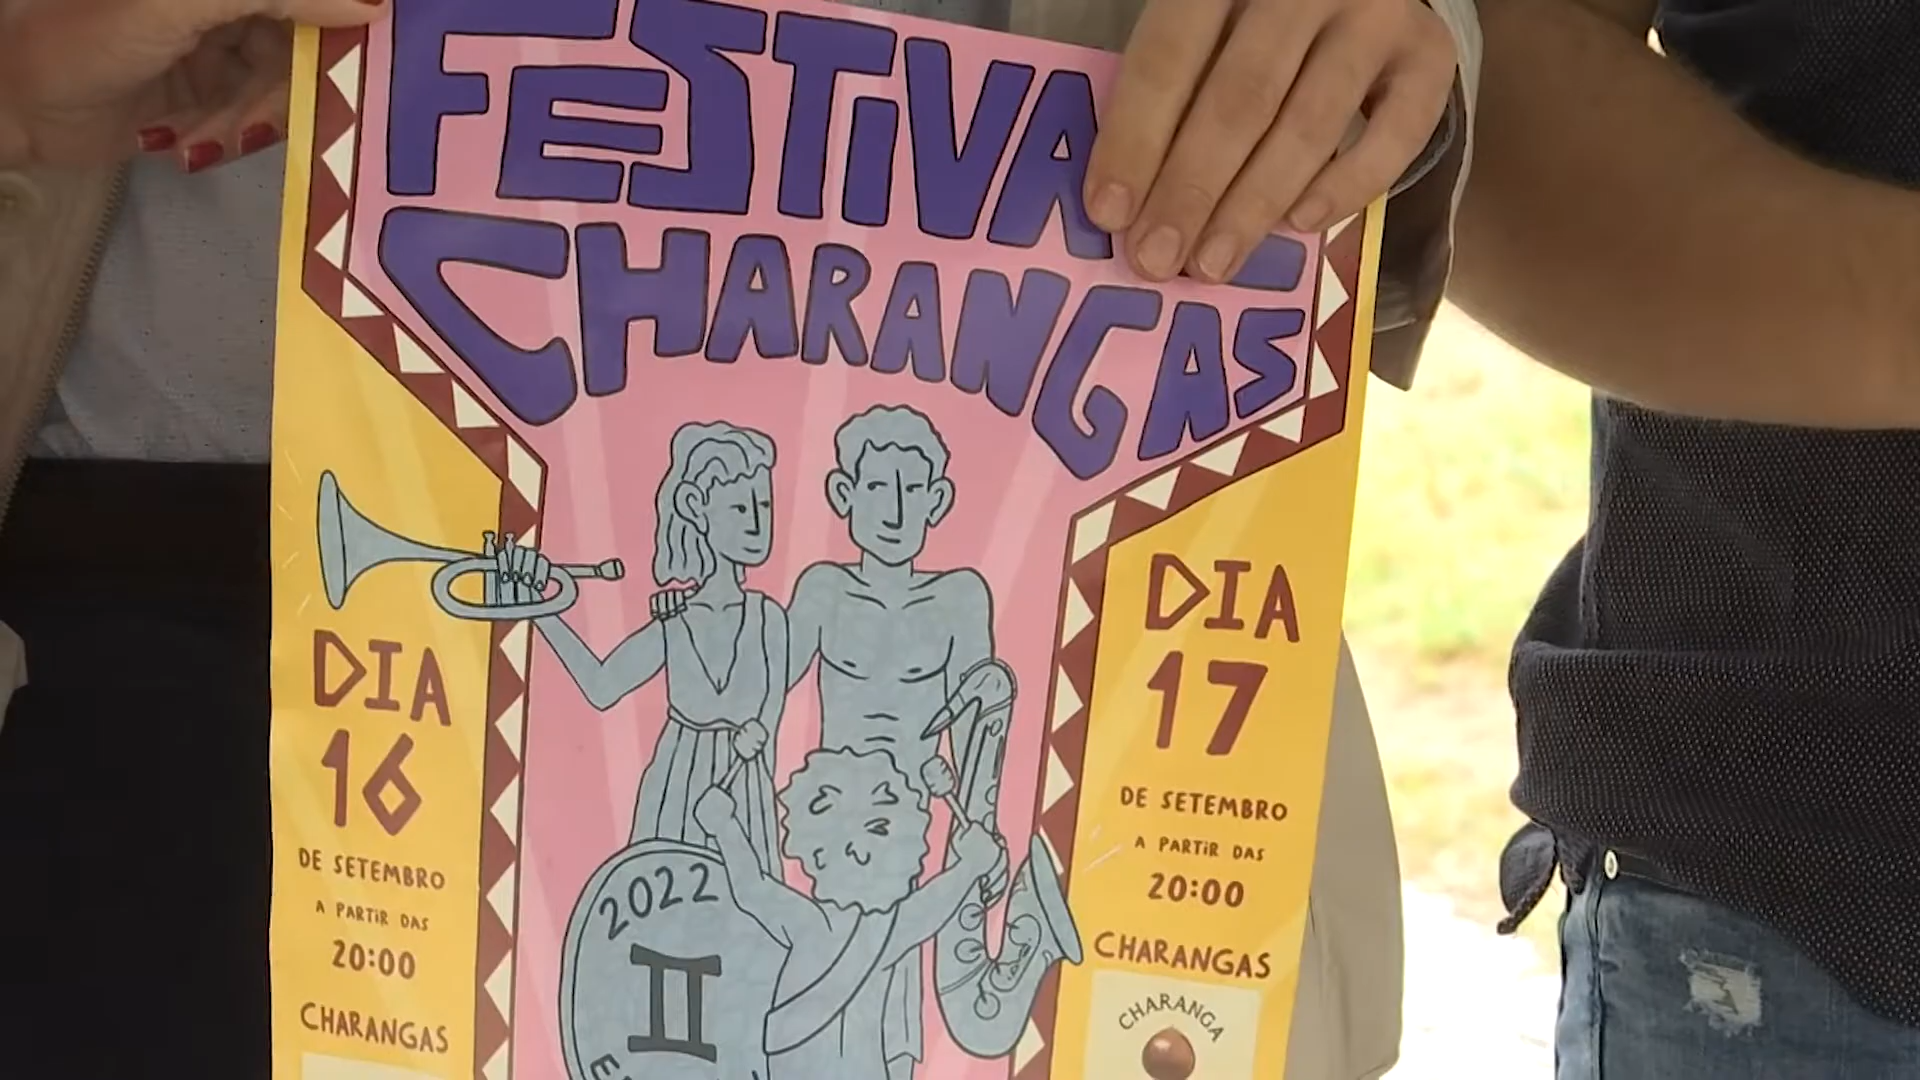 FESTIVAL
CHARANGAS
DIA
16
DE SETEMBRO
A PARTIR DAS
20:00
CHARANGAS
2022
II
DIA
17
DE SETEMBRO
A PARTIR DAS
20:00
CHARANGAS
CHARANGA